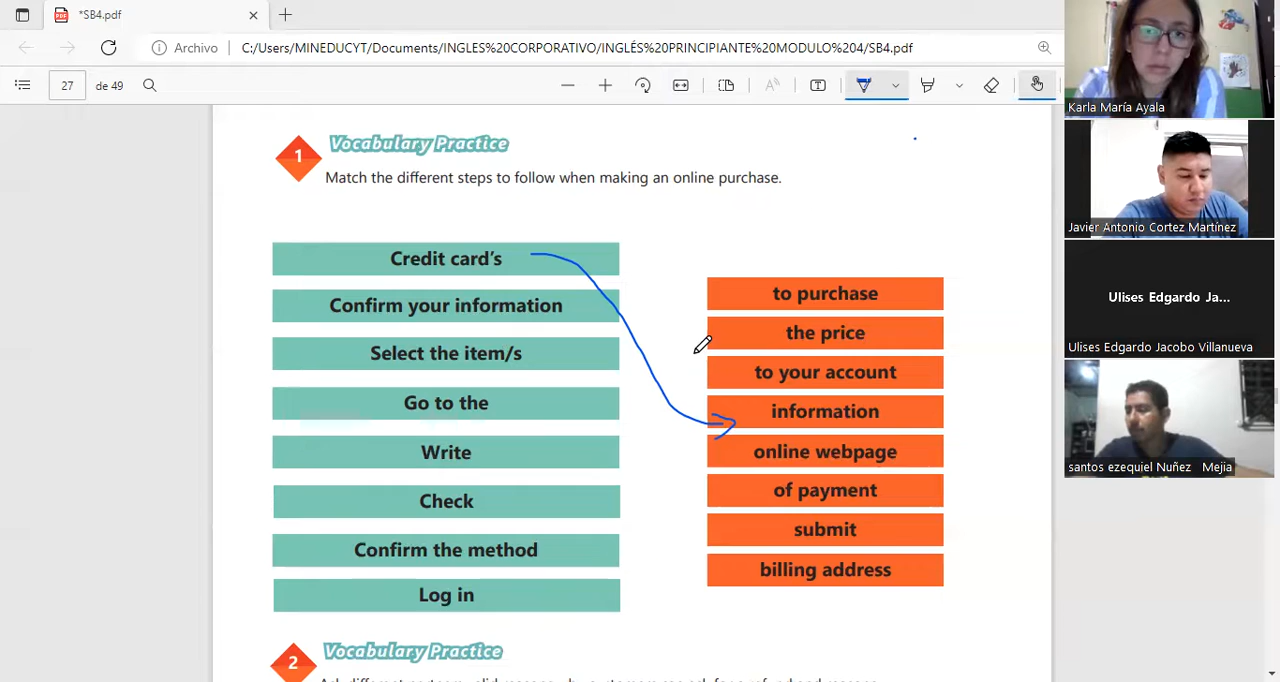 *SB4.pdf
Archivo
C:/Users/MINEDUCYT/Documents/INGLES%20CORPORATIVO/INGLÉS%20PRINCIPIANTE%20MODULO%204/SB4.pdf
27 de 49
1
Vocabulary Practice
Match the different steps to follow when making an online purchase.
Credit card's
Confirm your information
Select the item/s
Go to the
Write
Check
Confirm the method
Log in
to purchase
the price
to your account
information
online webpage
of payment
submit
billing address
2
Vocabulary Practice
Karla María Ayala
Javier Antonio Cortez Martínez
Ulises Edgardo Ja...
Ulises Edgardo Jacobo Villanueva
santos ezequiel Nuñez Mejia